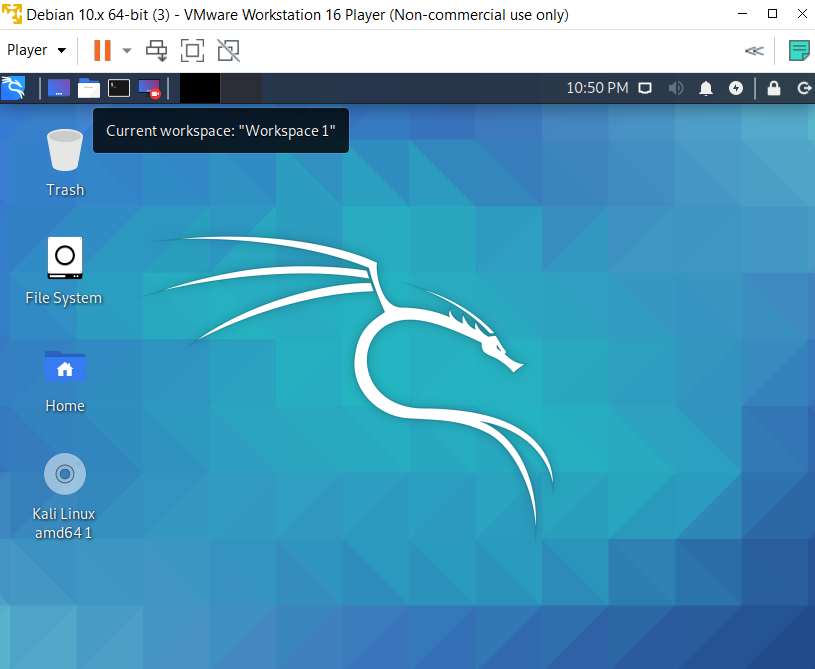 Debian 10.x 64-bit (3) - VMware Workstation 16 Player (Non-commercial use only)
Player
10:50 PM
Current workspace: "Workspace 1"
Trash
File System
Home
Kali Linux
amd64 1